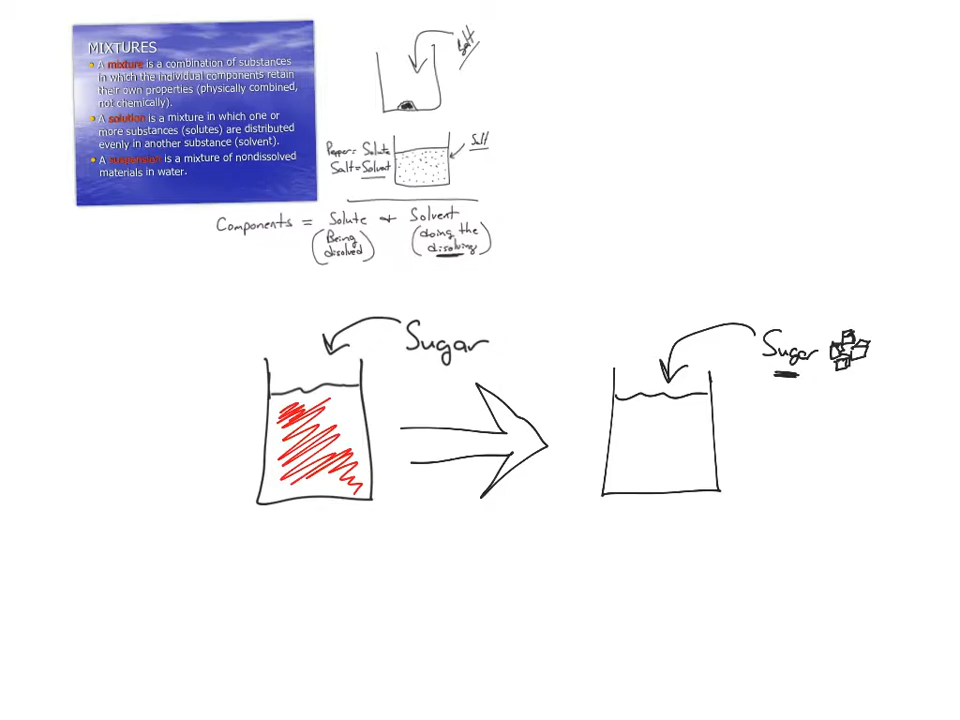 MIXTURES
A mixture is a combination of substances
in which the individual components retain
their own properties (physically combined,
not chemically).
A solution is a mixture in which one or
more substances (solutes) are distributed
evenly in another substance (solvent).
A suspension is a mixture of nondissolved
materials in water.
Salt
Pepper = Solute
Salt = Solvent
Salt
Components = Solute + Solvent
(Being disolved)
(doing the disolving)
Sugar
Sugar